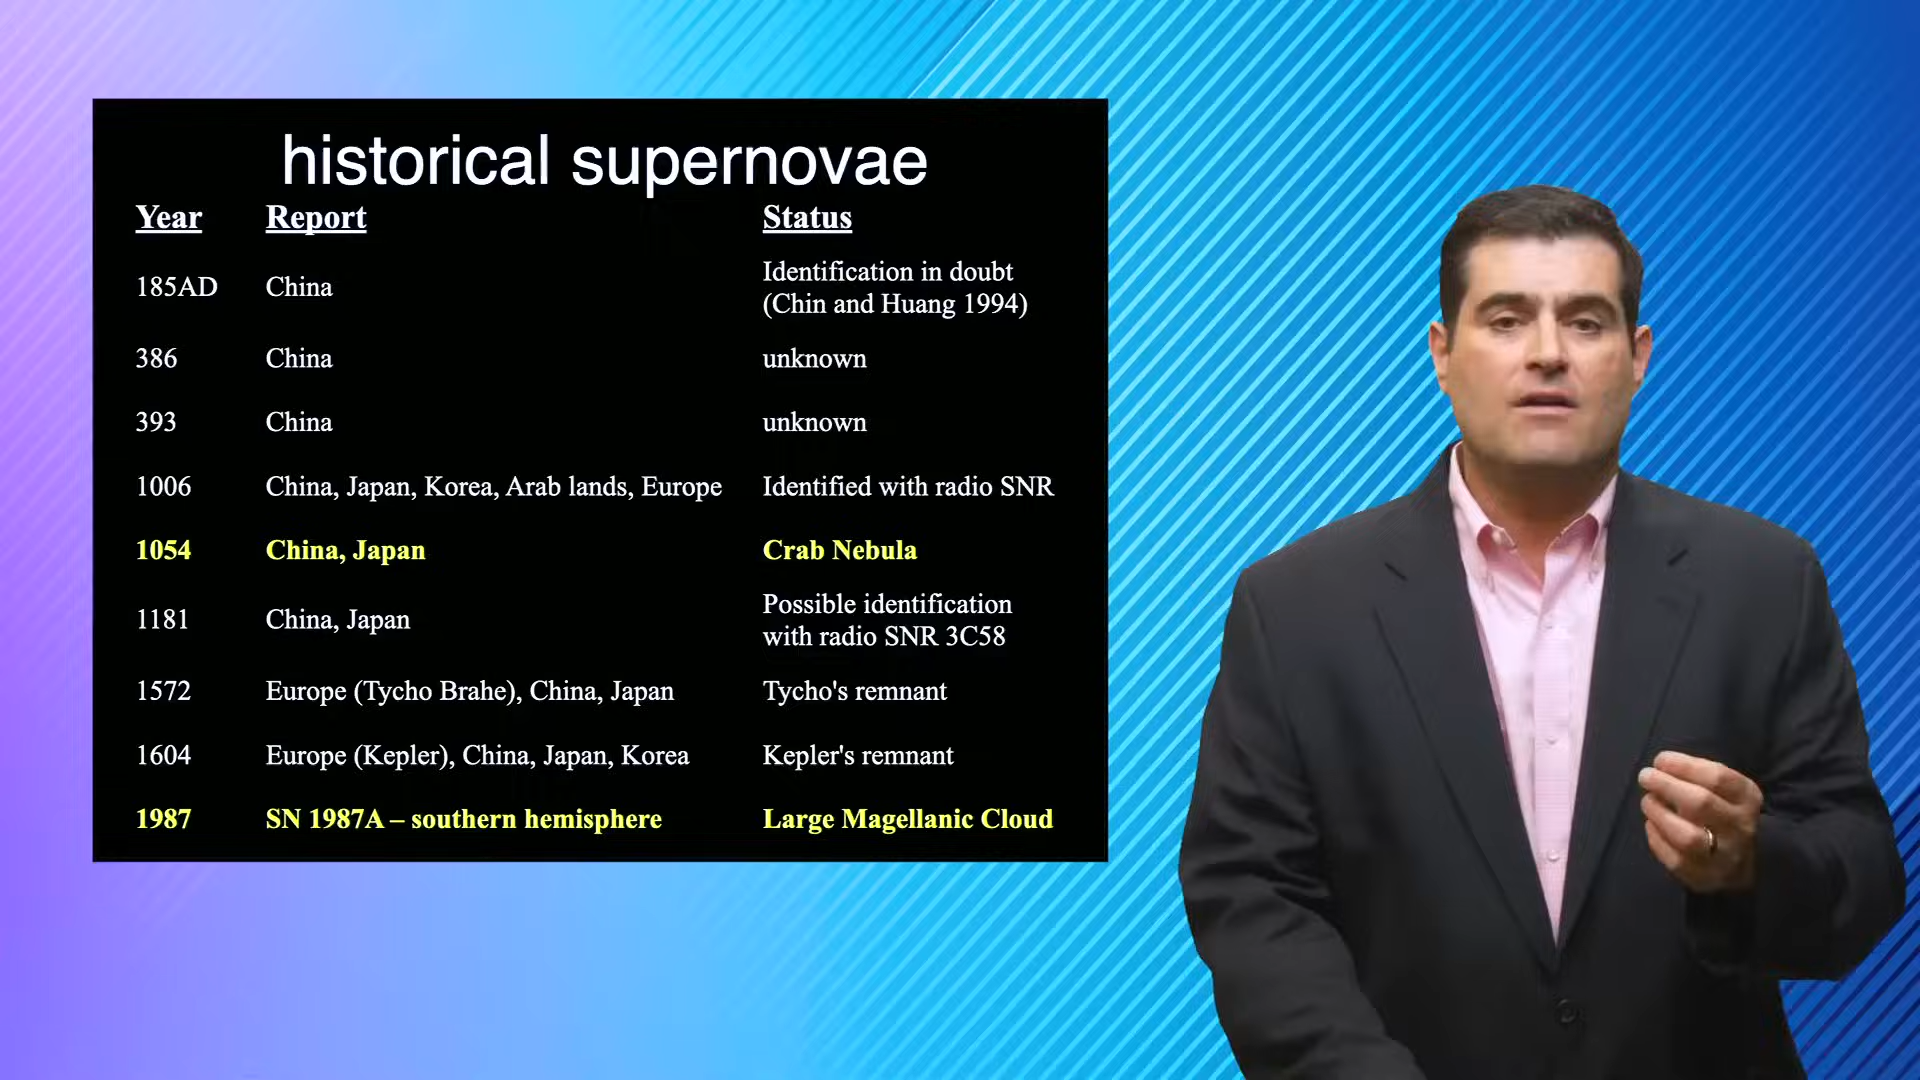 historical supernovae
Year Report Status
185AD China Identification in doubt
(Chin and Huang 1994)
386 China unknown
393 China unknown
1006 China, Japan, Korea, Arab lands, Europe Identified with radio SNR
1054 China, Japan Crab Nebula
1181 China, Japan Possible identification
with radio SNR 3C58
1572 Europe (Tycho Brahe), China, Japan Tycho's remnant
1604 Europe (Kepler), China, Japan, Korea Kepler's remnant
1987 SN 1987A – southern hemisphere Large Magellanic Cloud